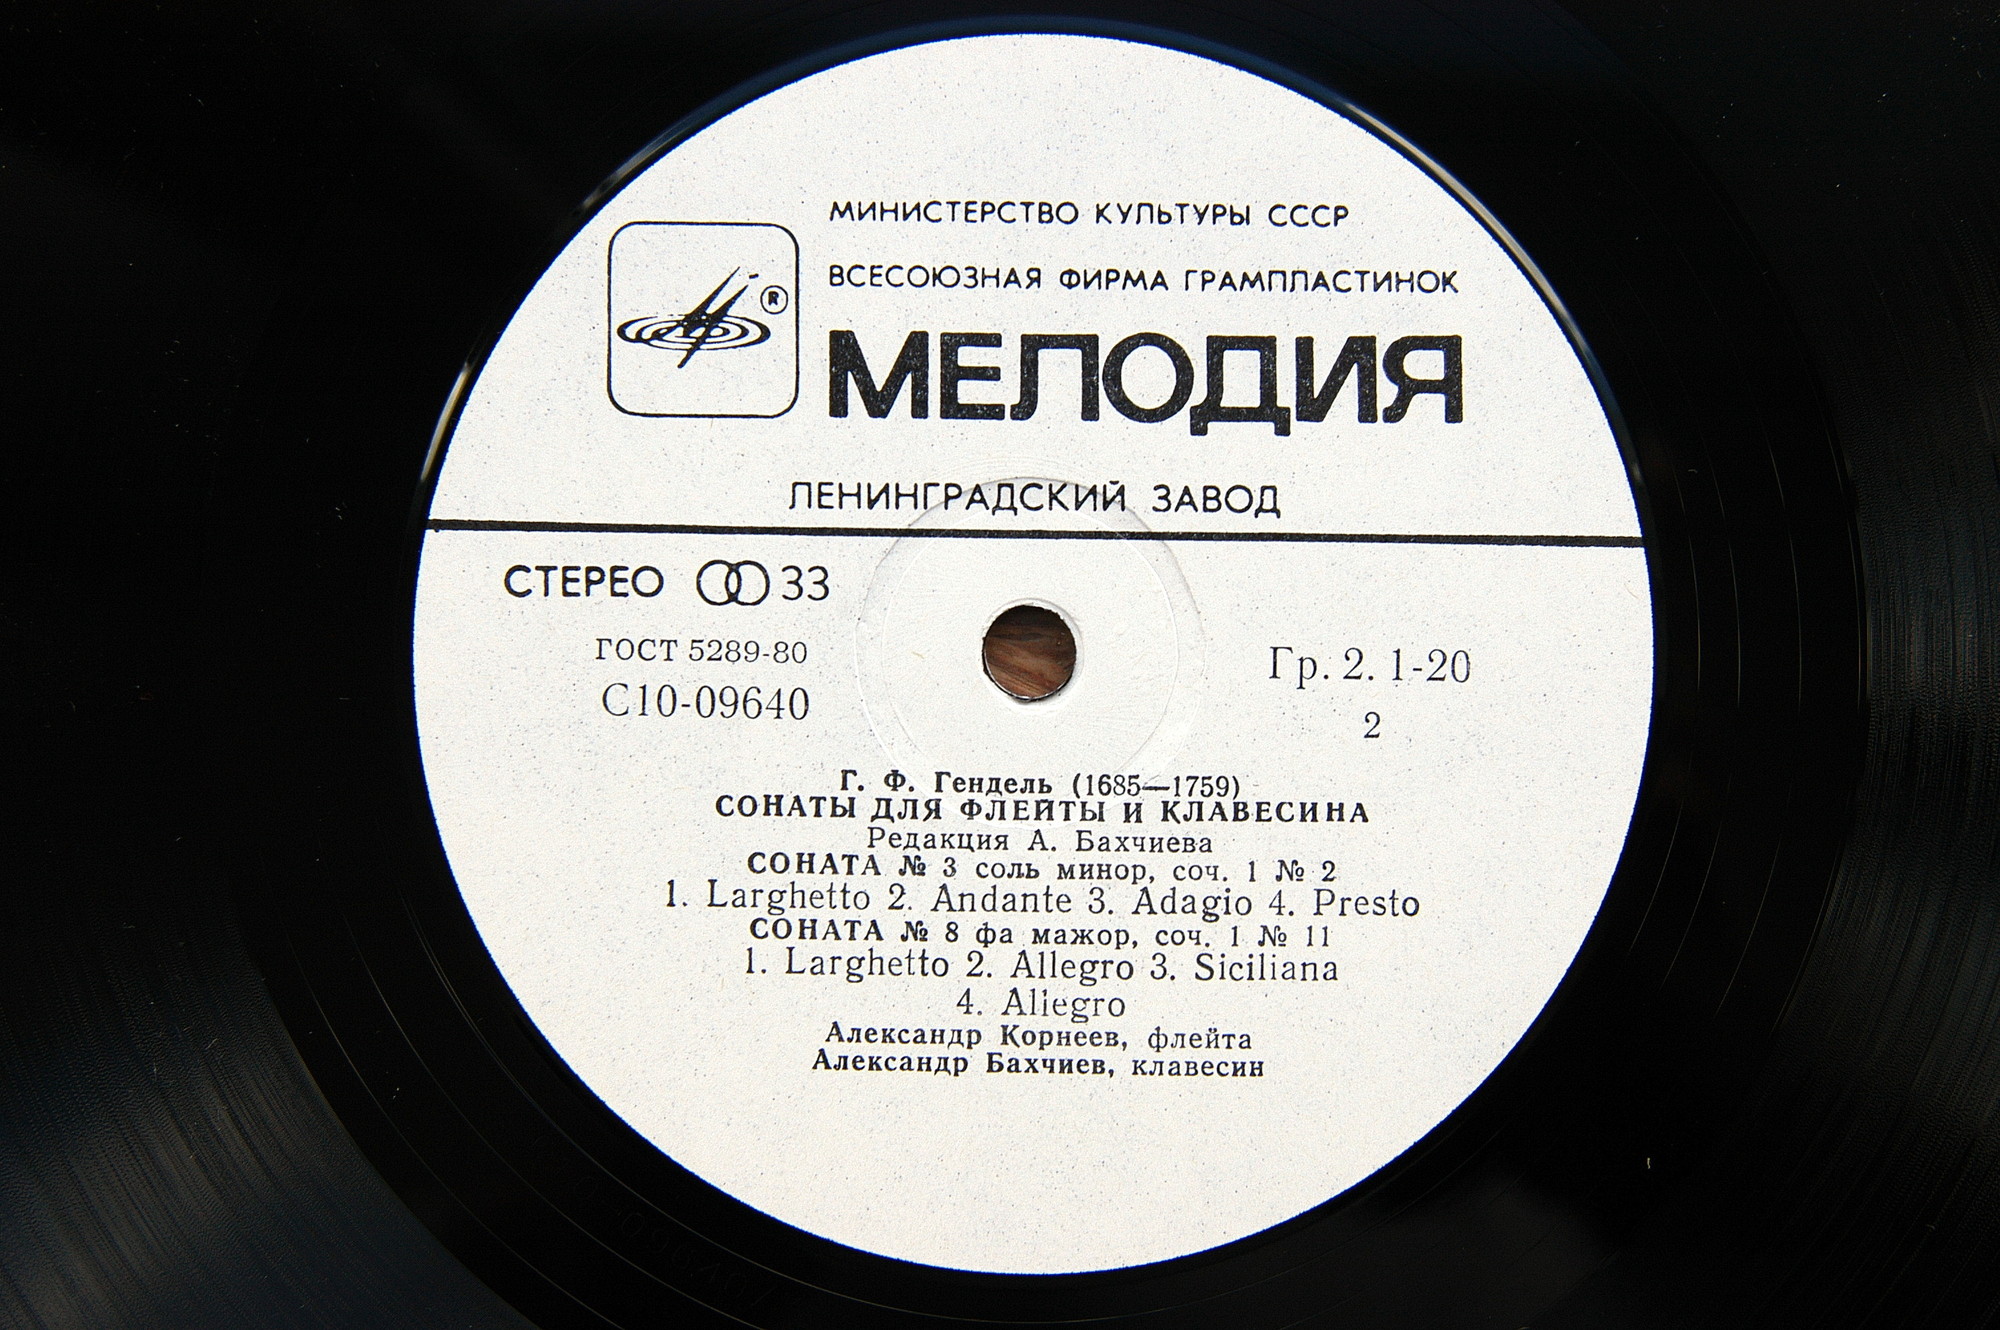 МИНИСТЕРСТВО КУЛЬТУРЫ СССР
ВСЕСОЮЗНАЯ ФИРМА ГРАМПЛАСТИНОК
®
МЕЛОДИЯ
ЛЕНИНГРАДСКИЙ ЗАВОД
СТЕРЕО 33
ГОСТ 5289-80
С10-09640
Гр. 2. 1-20
2
Г. Ф. Гендель (1685—1759)
СОНАТЫ ДЛЯ ФЛЕЙТЫ И КЛАВЕСИНА
Редакция А. Бахчиева
СОНАТА № 3 соль минор, соч. 1 № 2
1. Larghetto 2. Andante 3. Adagio 4. Presto
СОНАТА № 8 фа мажор, соч. 1 № 11
1. Larghetto 2. Allegro 3. Siciliana
4. Allegro
Александр Корнеев, флейта
Александр Бахчиев, клавесин